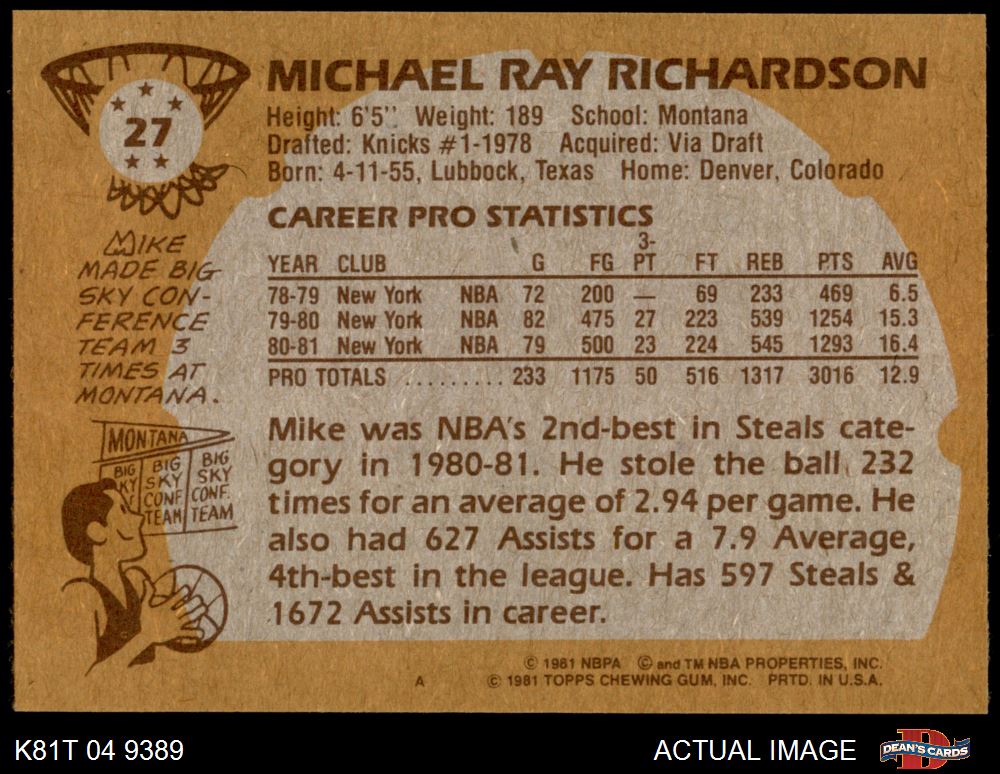 27
MICHAEL RAY RICHARDSON
Height: 6'5'' Weight: 189 School: Montana
Drafted: Knicks #1-1978 Acquired: Via Draft
Born: 4-11-55, Lubbock, Texas Home: Denver, Colorado
MIKE
MADE BIG
SKY CON-
FERENCE
TEAM 3
TIMES AT
MONTANA.
MONTANA
BIG SKY CONF. TEAM
BIG SKY CONF. TEAM
BIG SKY CONF. TEAM
CAREER PRO STATISTICS
YEAR CLUB G FG 3-PT FT REB PTS AVG
78-79 New York NBA 72 200 — 69 233 469 6.5
79-80 New York NBA 82 475 27 223 539 1254 15.3
80-81 New York NBA 79 500 23 224 545 1293 16.4
PRO TOTALS .......... 233 1175 50 516 1317 3016 12.9
Mike was NBA's 2nd-best in Steals cate-
gory in 1980-81. He stole the ball 232
times for an average of 2.94 per game. He
also had 627 Assists for a 7.9 Average,
4th-best in the league. Has 597 Steals &
1672 Assists in career.
© 1981 NBPA © and TM NBA PROPERTIES, INC.
A © 1981 TOPPS CHEWING GUM, INC. PRTD. IN U.S.A.
K81T 04 9389 ACTUAL IMAGE DEAN'S CARDS